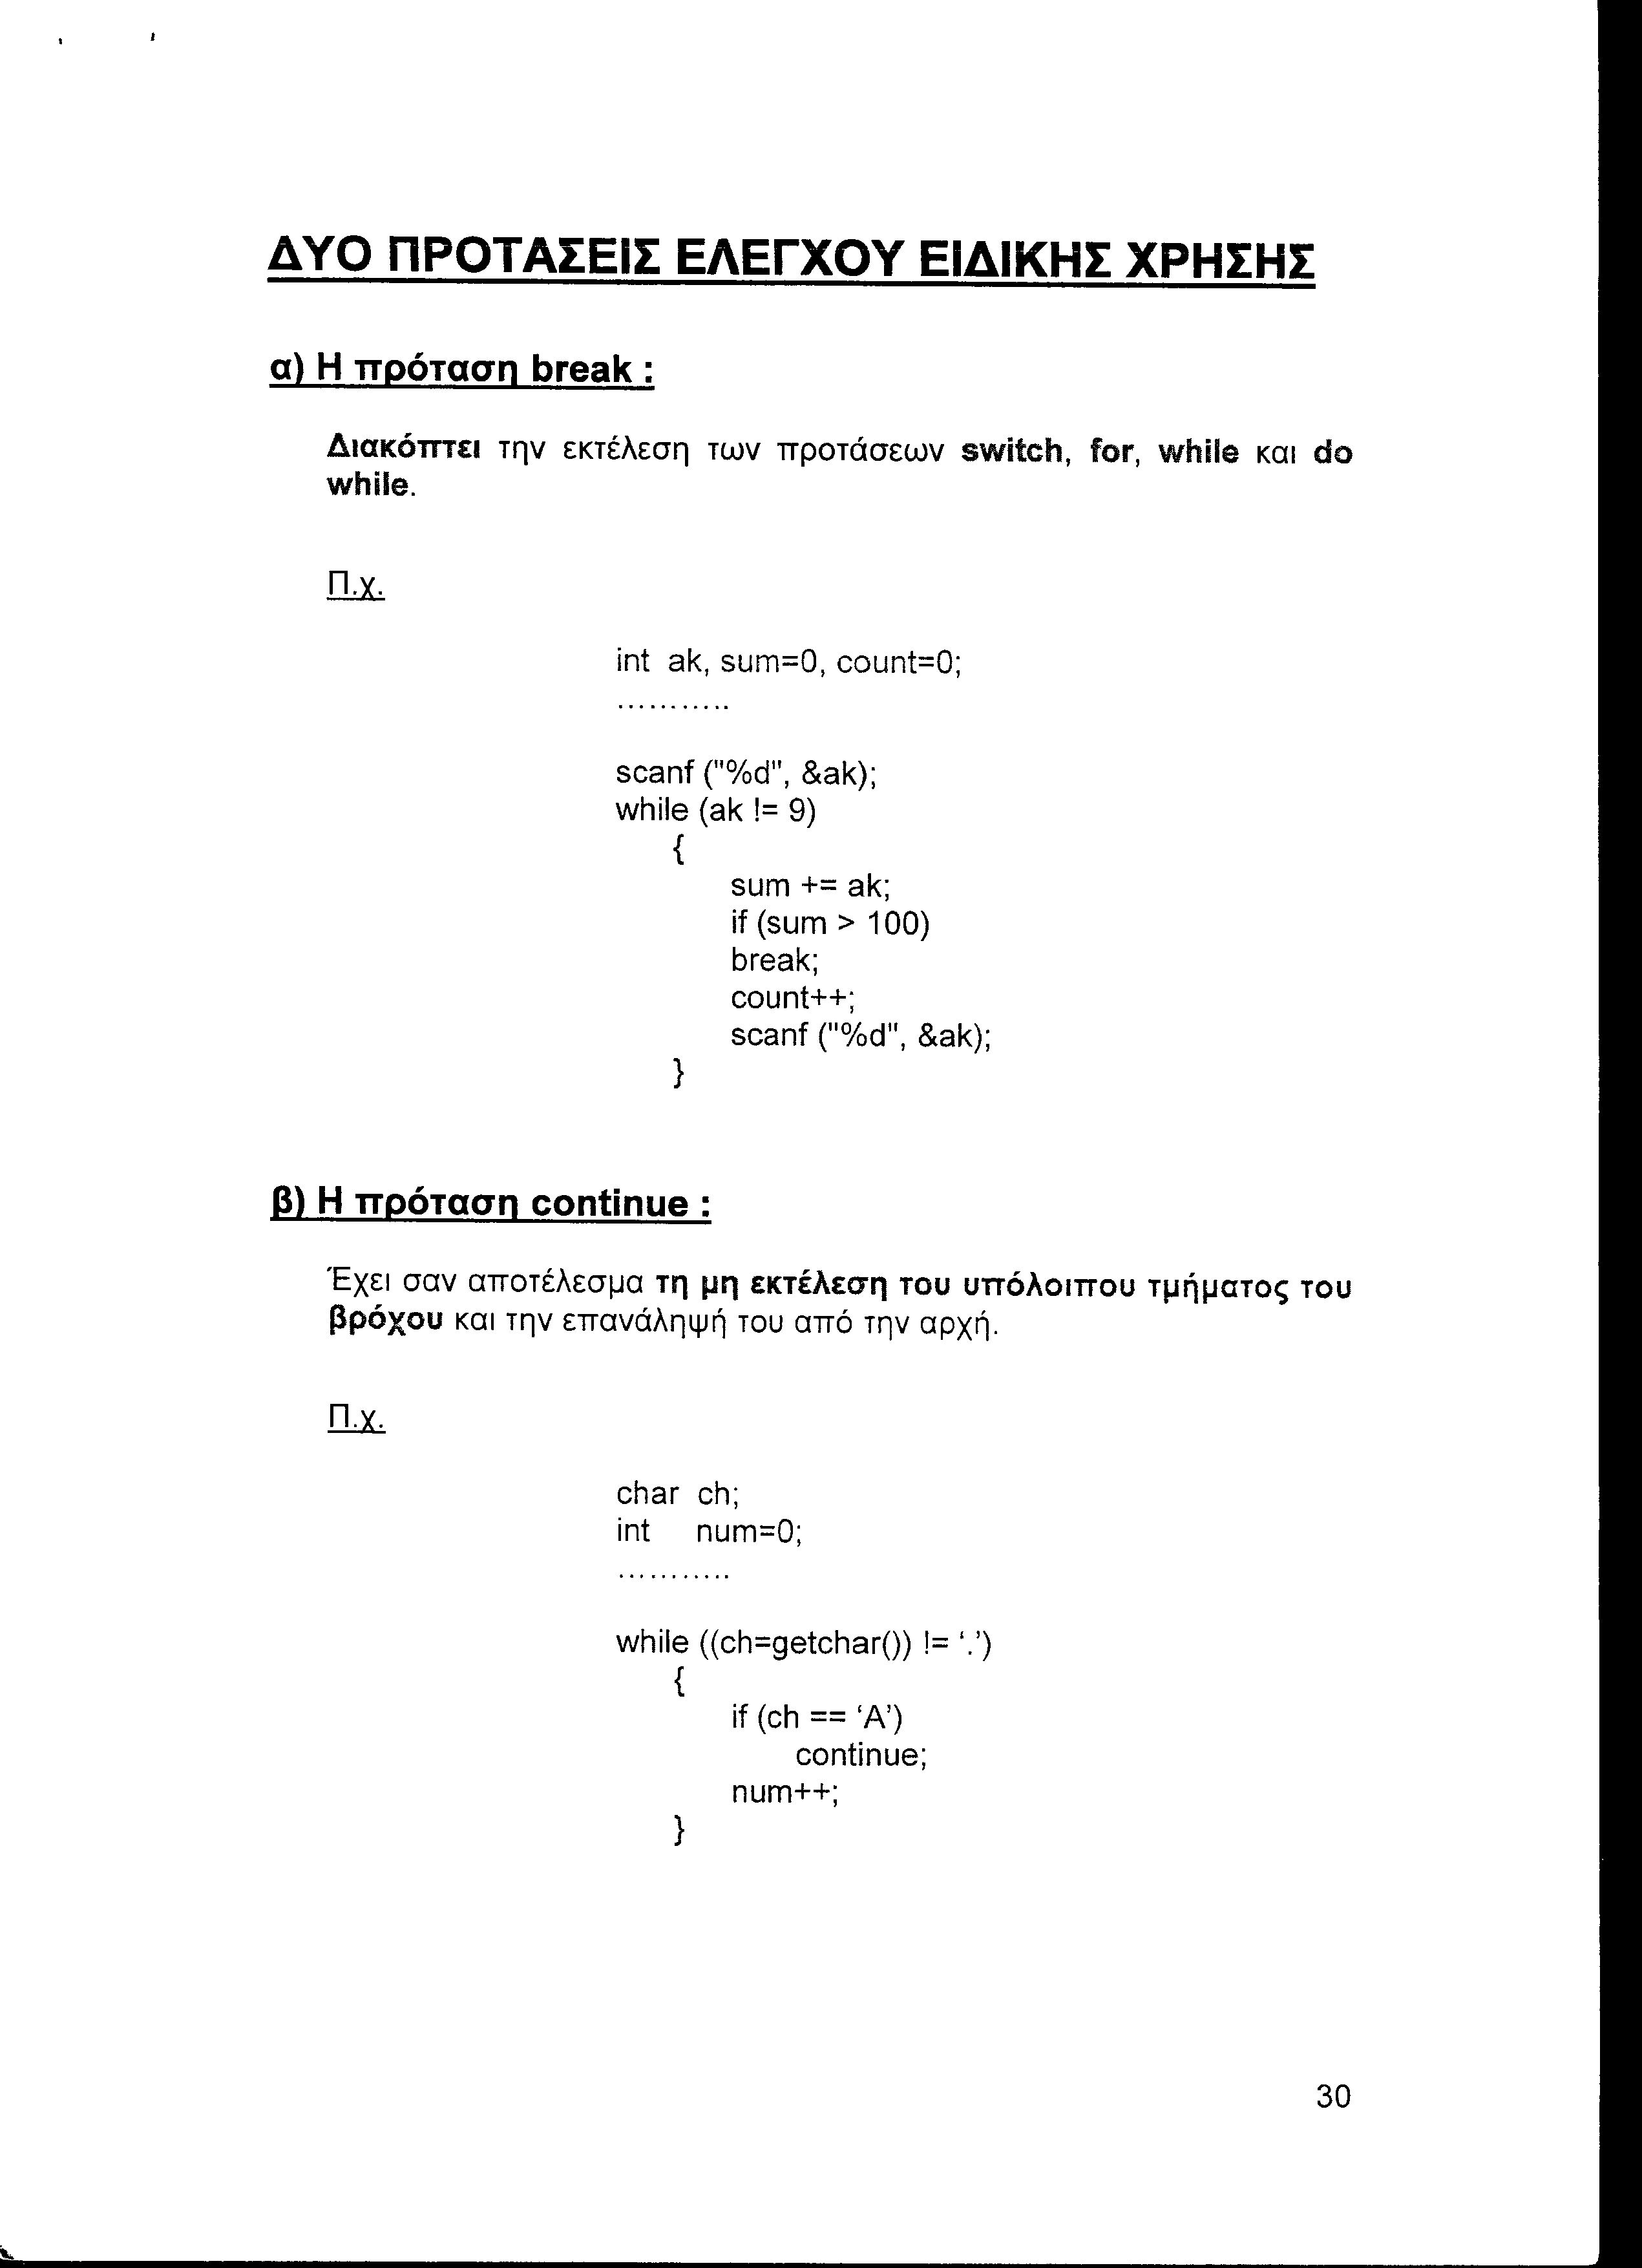 ΔΥΟ ΠΡΟΤΑΣΕΙΣ ΕΛΕΓΧΟΥ ΕΙΔΙΚΗΣ ΧΡΗΣΗΣ
α) Η πρόταση break :
Διακόπτει την εκτέλεση των προτάσεων switch, for, while και do
while.
Π.χ.
int ak, sum=0, count=0;
...........
scanf ("%d", &ak);
while (ak != 9)
{
sum += ak;
if (sum > 100)
break;
count++;
scanf ("%d", &ak);
}
β) Η πρόταση continue :
Έχει σαν αποτέλεσμα τη μη εκτέλεση του υπόλοιπου τμήματος του
βρόχου και την επανάληψή του από την αρχή.
Π.χ.
char ch;
int num=0;
...........
while ((ch=getchar()) != ‘.’)
{
if (ch == ‘A’)
continue;
num++;
}
30